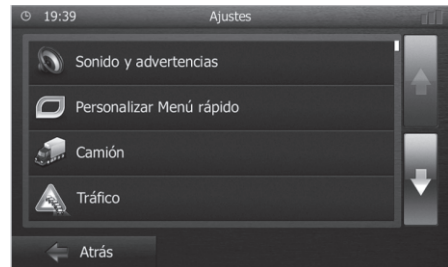 19:39 Ajustes
Sonido y advertencias
Personalizar Menú rápido
Camión
Tráfico
Atrás